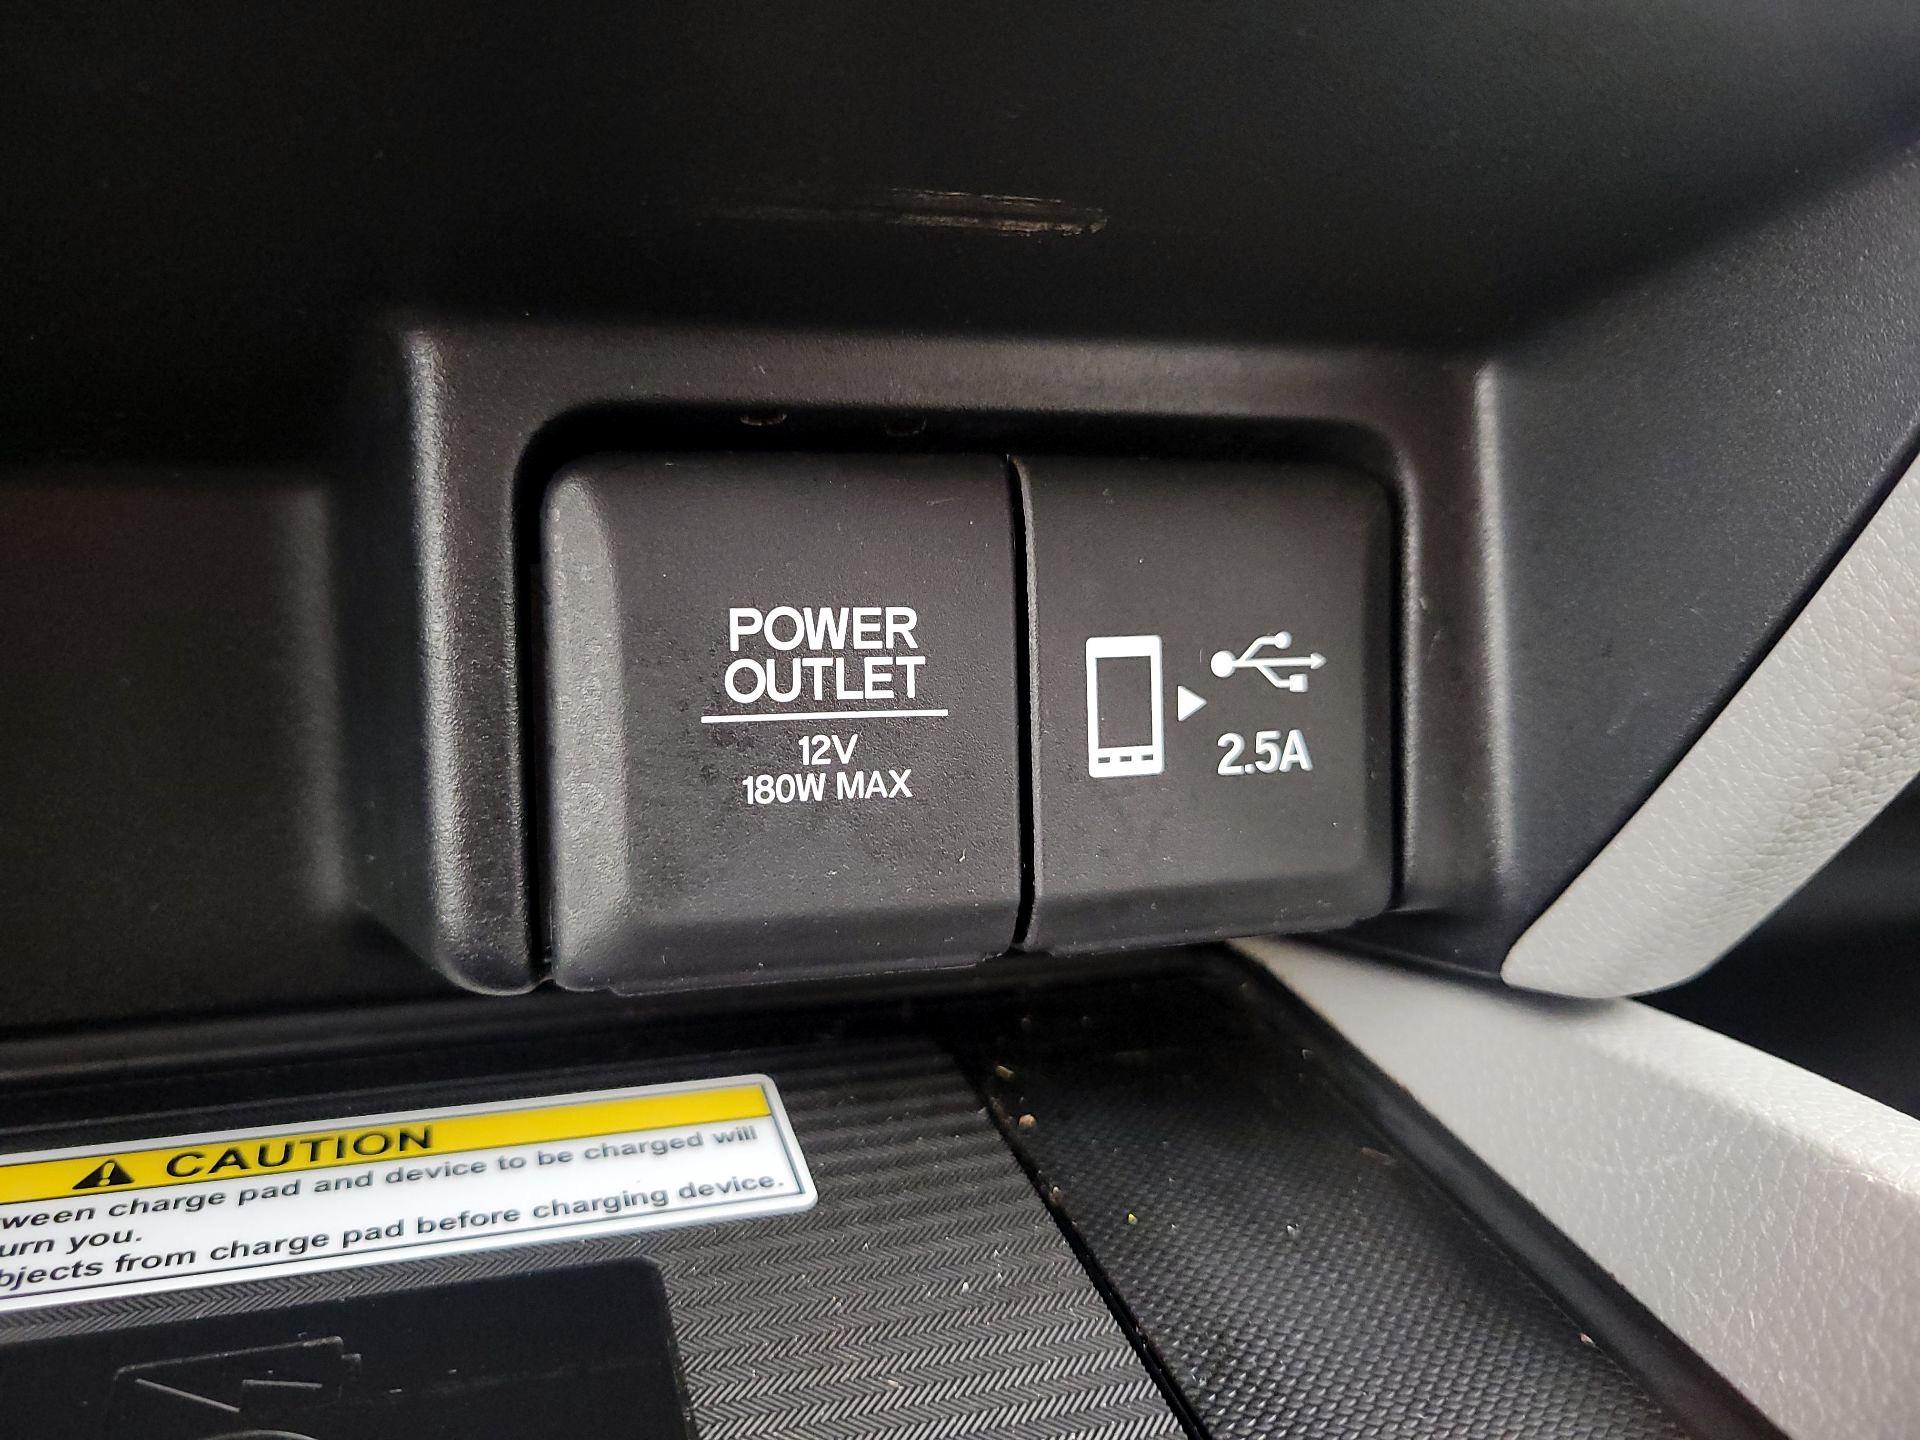 POWER
OUTLET
12V
180W MAX
2.5A
CAUTION
charge pad and device to be charged will
you.
from charge pad before charging device.